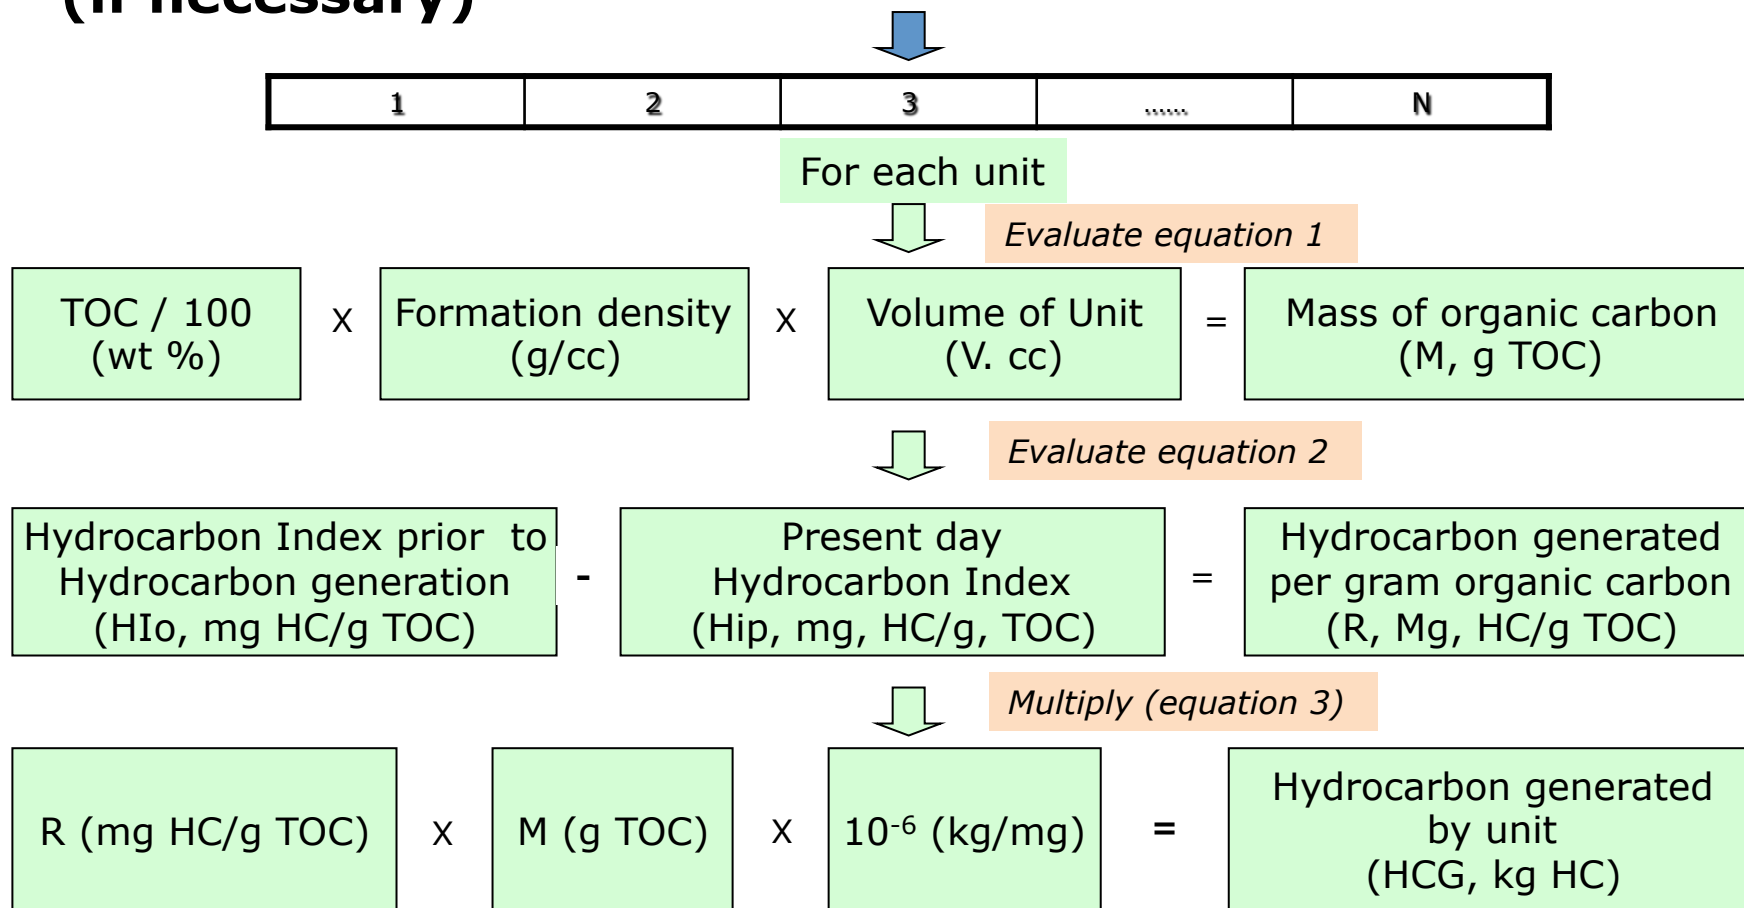 (if necessary)
1 2 3 ...... N
For each unit
Evaluate equation 1
TOC / 100
(wt %)
X
Formation density
(g/cc)
X
Volume of Unit
(V. cc)
=
Mass of organic carbon
(M, g TOC)
Evaluate equation 2
Hydrocarbon Index prior to
Hydrocarbon generation
(HIo, mg HC/g TOC)
-
Present day
Hydrocarbon Index
(Hip, mg, HC/g, TOC)
=
Hydrocarbon generated
per gram organic carbon
(R, Mg, HC/g TOC)
Multiply (equation 3)
R (mg HC/g TOC)
X
M (g TOC)
X
10⁻⁶ (kg/mg)
=
Hydrocarbon generated
by unit
(HCG, kg HC)